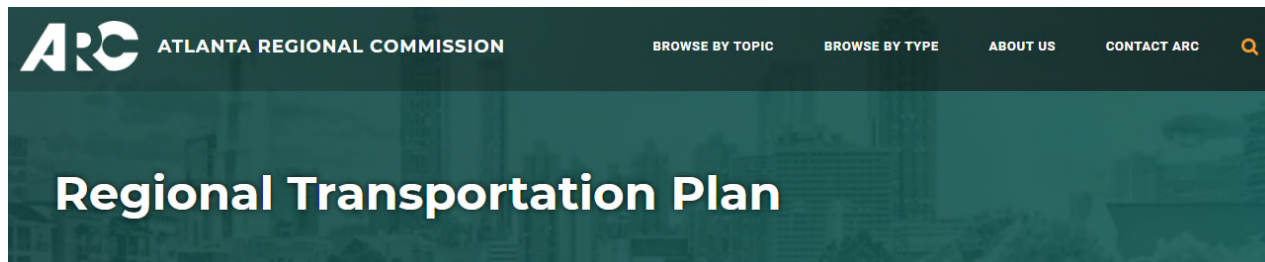 ARC ATLANTA REGIONAL COMMISSION BROWSE BY TOPIC BROWSE BY TYPE ABOUT US CONTACT ARC
Regional Transportation Plan